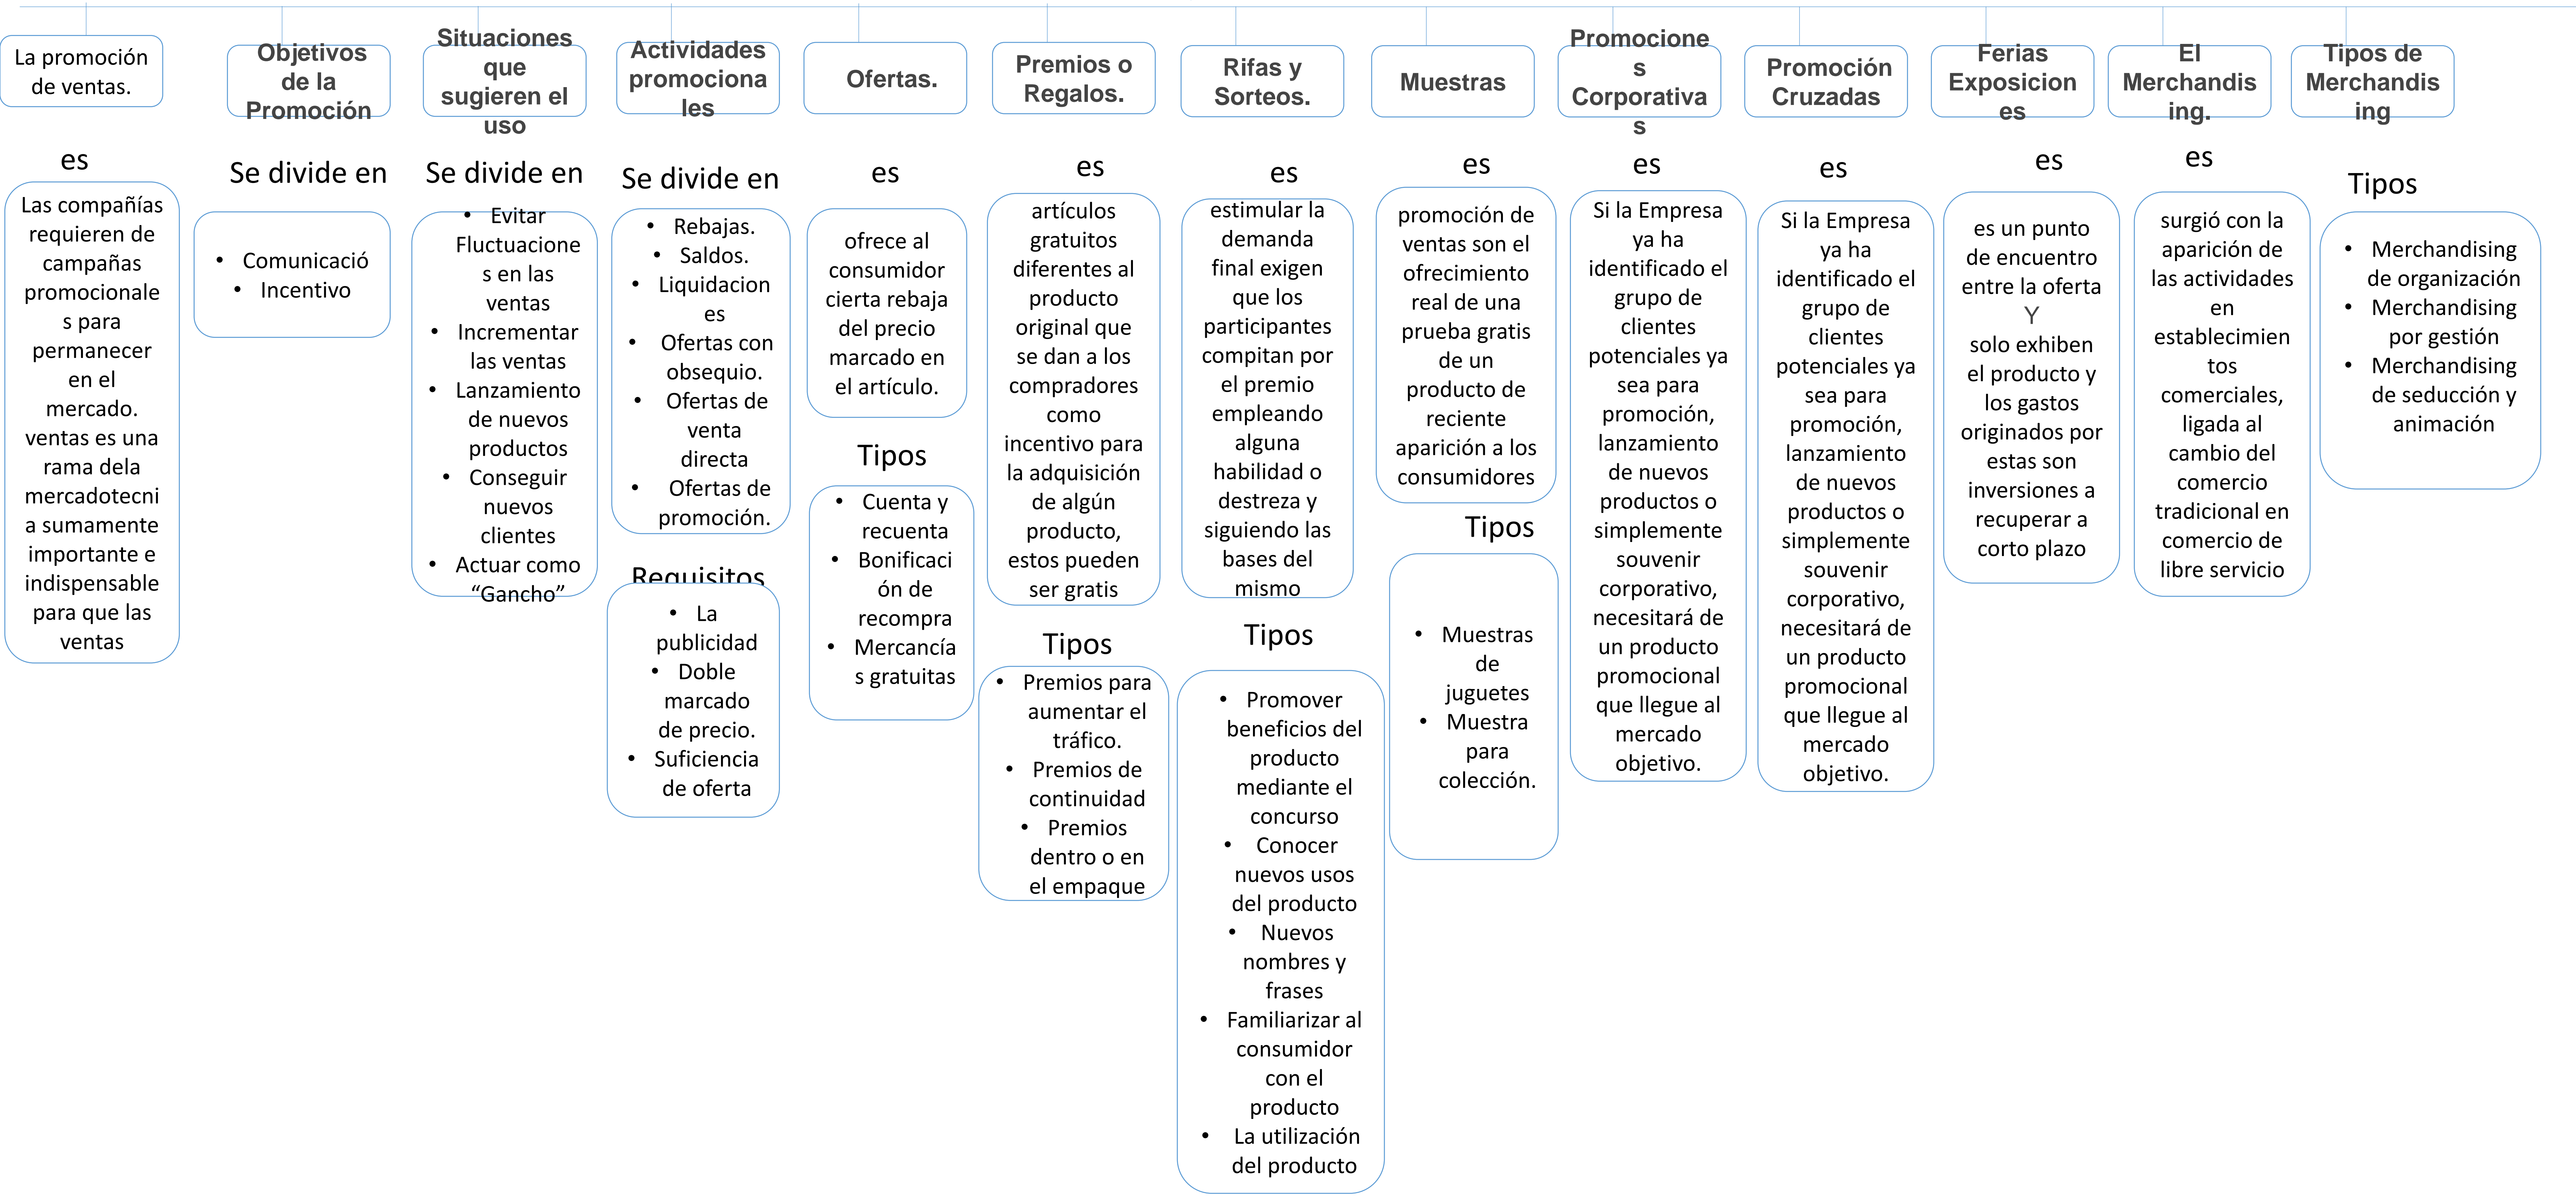 La promoción
de ventas.
es
Las compañías
requieren de
campañas
promocionale
s para
permanecer
en el
mercado.
ventas es una
rama dela
mercadotecni
a sumamente
importante e
indispensable
para que las
ventas
Objetivos
de la
Promoción
Se divide en
• Comunicació
• Incentivo
Situaciones
que
sugieren el
uso
Se divide en
• Evitar
Fluctuacione
s en las
ventas
• Incrementar
las ventas
• Lanzamiento
de nuevos
productos
• Conseguir
nuevos
clientes
• Actuar como
“Gancho”
Actividades
promociona
les
Se divide en
• Rebajas.
• Saldos.
• Liquidacion
es
• Ofertas con
obsequio.
• Ofertas de
venta
directa
• Ofertas de
promoción.
Requisitos
• La
publicidad
• Doble
marcado
de precio.
• Suficiencia
de oferta
Ofertas.
es
ofrece al
consumidor
cierta rebaja
del precio
marcado en
el artículo.
Tipos
• Cuenta y
recuenta
• Bonificaci
ón de
recompra
• Mercancía
s gratuitas
Premios o
Regalos.
es
artículos
gratuitos
diferentes al
producto
original que
se dan a los
compradores
como
incentivo para
la adquisición
de algún
producto,
estos pueden
ser gratis
Tipos
• Premios para
aumentar el
tráfico.
• Premios de
continuidad
• Premios
dentro o en
el empaque
Rifas y
Sorteos.
es
estimular la
demanda
final exigen
que los
participantes
compitan por
el premio
empleando
alguna
habilidad o
destreza y
siguiendo las
bases del
mismo
Tipos
• Promover
beneficios del
producto
mediante el
concurso
• Conocer
nuevos usos
del producto
• Nuevos
nombres y
frases
• Familiarizar al
consumidor
con el
producto
• La utilización
del producto
Muestras
es
promoción de
ventas son el
ofrecimiento
real de una
prueba gratis
de un
producto de
reciente
aparición a los
consumidores
Tipos
• Muestras
de
juguetes
• Muestra
para
colección.
Promocione
s
Corporativa
s
es
Si la Empresa
ya ha
identificado el
grupo de
clientes
potenciales ya
sea para
promoción,
lanzamiento
de nuevos
productos o
simplemente
souvenir
corporativo,
necesitará de
un producto
promocional
que llegue al
mercado
objetivo.
Promoción
Cruzadas
es
Si la Empresa
ya ha
identificado el
grupo de
clientes
potenciales ya
sea para
promoción,
lanzamiento
de nuevos
productos o
simplemente
souvenir
corporativo,
necesitará de
un producto
promocional
que llegue al
mercado
objetivo.
Ferias
Exposicion
es
es
es un punto
de encuentro
entre la oferta
Y
solo exhiben
el producto y
los gastos
originados por
estas son
inversiones a
recuperar a
corto plazo
El
Merchandis
ing.
es
surgió con la
aparición de
las actividades
en
establecimien
tos
comerciales,
ligada al
cambio del
comercio
tradicional en
comercio de
libre servicio
Tipos de
Merchandis
ing
Tipos
• Merchandising
de organización
• Merchandising
por gestión
• Merchandising
de seducción y
animación